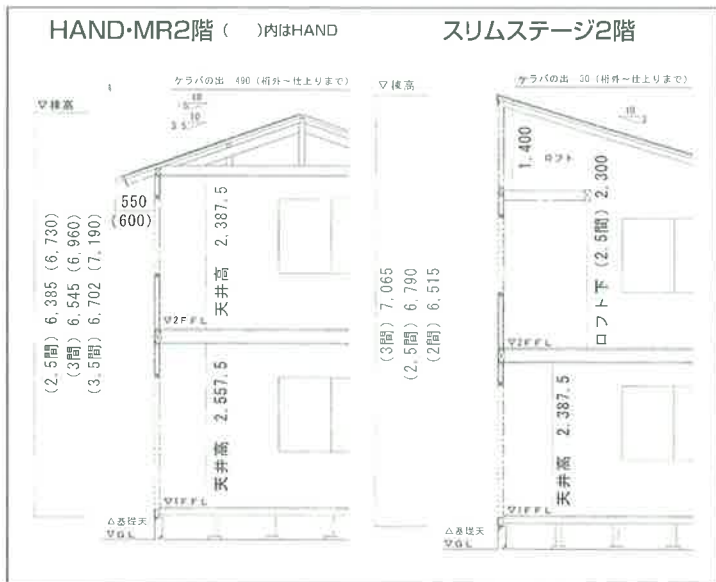 HAND・MR2階 (　　)内はHAND
ケラバの出　490 (桁外〜仕上りまで)
▽棟高
10
3.5
550
(600)
(2.5間) 6,385 (6,730)
(3間) 6,545 (6,960)
(3.5間) 6,702 (7,190)
天井高　2,387.5
▽2FFL
天井高　2,557.5
▽1FFL
△基礎天
▽GL
スリムステージ2階
ケラバの出　30 (桁外〜仕上りまで)
▽棟高
10
3
1,400
ロフト
ロフト下 (2.5間) 2,300
(3間) 7,065
(2.5間) 6,790
(2間) 6,515
▽2FFL
天井高　2,387.5
▽1FFL
△基礎天
▽GL